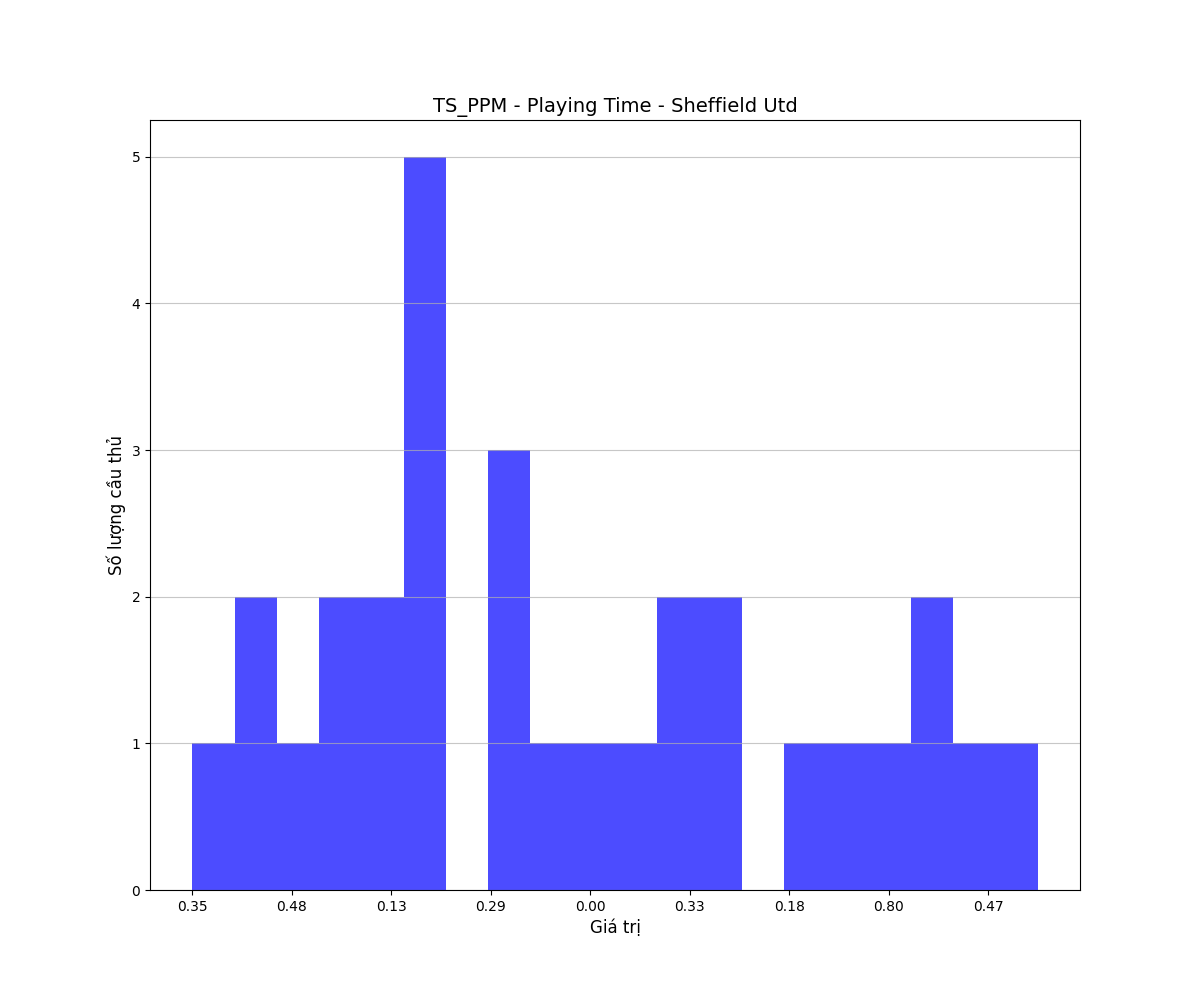 TS_PPM - Playing Time - Sheffield Utd
5
4
3
2
1
0
Số lượng cầu thủ
0.35 0.48 0.13 0.29 0.00 0.33 0.18 0.80 0.47
Giá trị